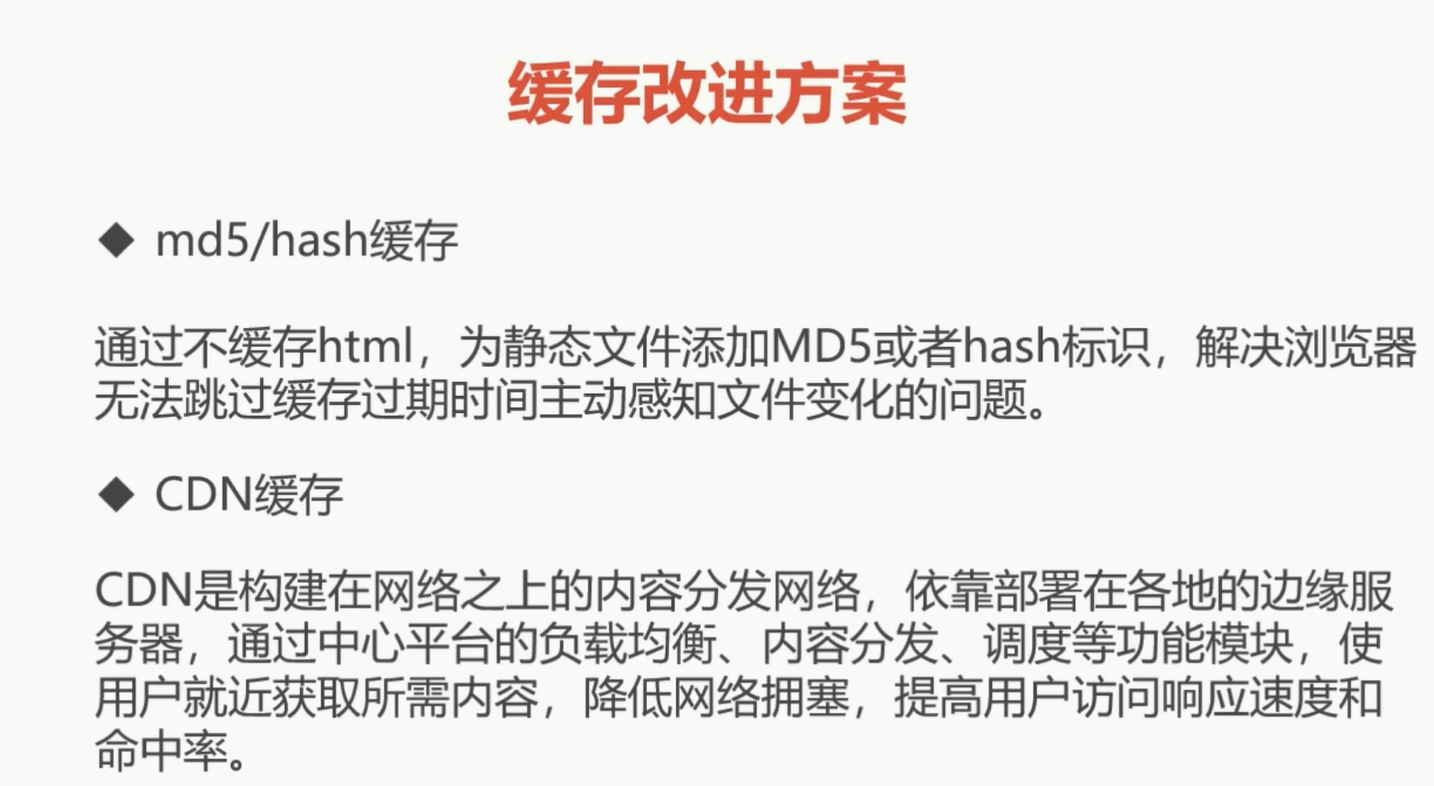 缓存改进方案
◆ md5/hash缓存
通过不缓存html，为静态文件添加MD5或者hash标识，解决浏览器
无法跳过缓存过期时间主动感知文件变化的问题。
◆ CDN缓存
CDN是构建在网络之上的内容分发网络，依靠部署在各地的边缘服
务器，通过中心平台的负载均衡、内容分发、调度等功能模块，使
用户就近获取所需内容，降低网络拥塞，提高用户访问响应速度和
命中率。